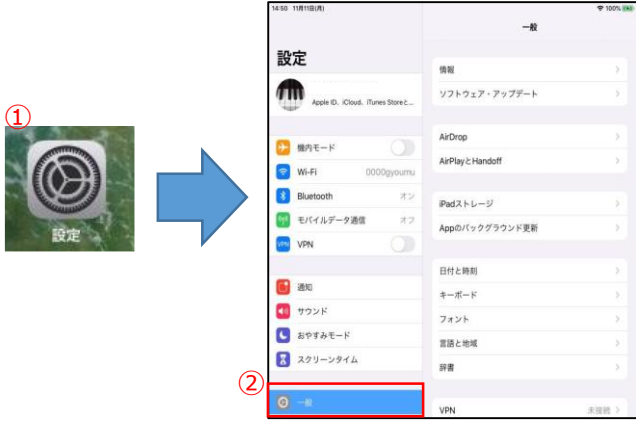 ①
設定
②
14:50 11月11日(月)
100%
設定
Apple ID、iCloud、iTunes Storeと...
機内モード
Wi-Fi 0000gyoumu
Bluetooth オン
モバイルデータ通信 オフ
VPN VPN
通知
サウンド
おやすみモード
スクリーンタイム
一般
一般
情報
ソフトウェア・アップデート
AirDrop
AirPlayとHandoff
iPadストレージ
Appのバックグラウンド更新
日付と時刻
キーボード
フォント
言語と地域
辞書
VPN 未接続